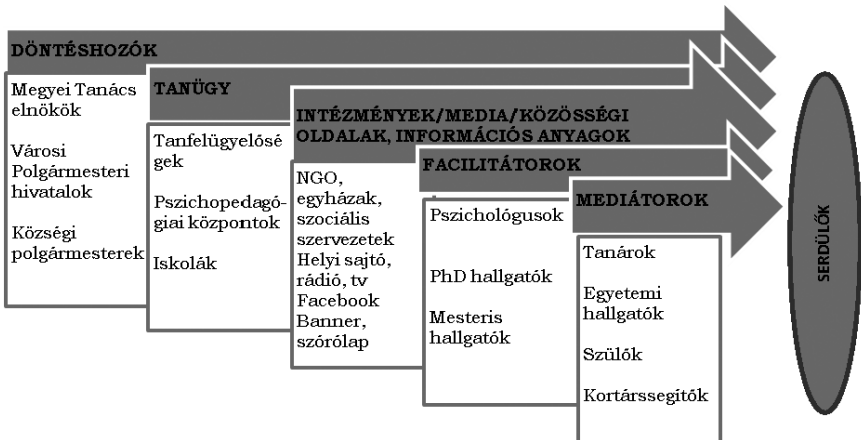 DÖNTÉSHOZÓK
Megyei Tanács
elnökök
Városi
Polgármesteri
hivatalok
Községi
polgármesterek
TANÜGY
Tanfelügyelősé
gek
Pszichopedagó-
giai központok
Iskolák
INTÉZMÉNYEK/MEDIA/KÖZÖSSÉGI
OLDALAK, INFORMÁCIÓS ANYAGOK
NGO,
egyházak,
szociális
szervezetek
Helyi sajtó,
rádió, tv
Facebook
Banner,
szórólap
FACILITÁTOROK
Pszichológusok
PhD hallgatók
Mesteris
hallgatók
MEDIÁTOROK
Tanárok
Egyetemi
hallgatók
Szülők
Kortárssegítők
SERDÜLŐK